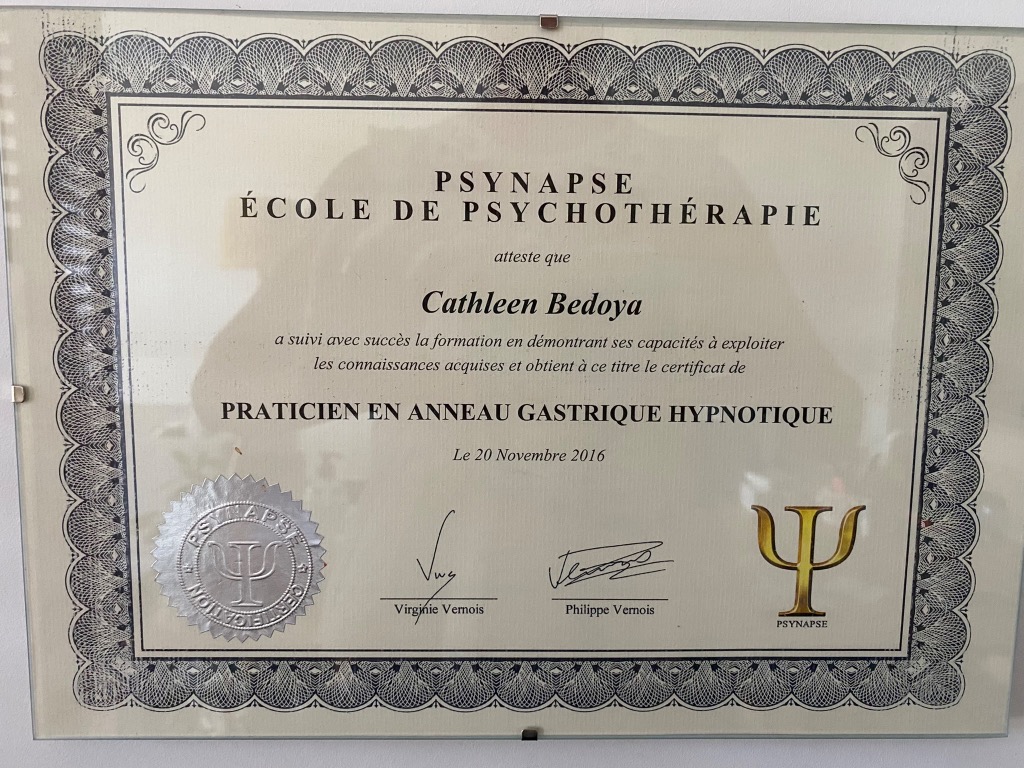 PSYNAPSE
ÉCOLE DE PSYCHOTHÉRAPIE
atteste que
Cathleen Bedoya
a suivi avec succès la formation en démontrant ses capacités à exploiter
les connaissances acquises et obtient à ce titre le certificat de
PRATICIEN EN ANNEAU GASTRIQUE HYPNOTIQUE
Le 20 Novembre 2016
PSYNAPSE
CERTIFICATION
Virginie Vernois
Philippe Vernois
PSYNAPSE